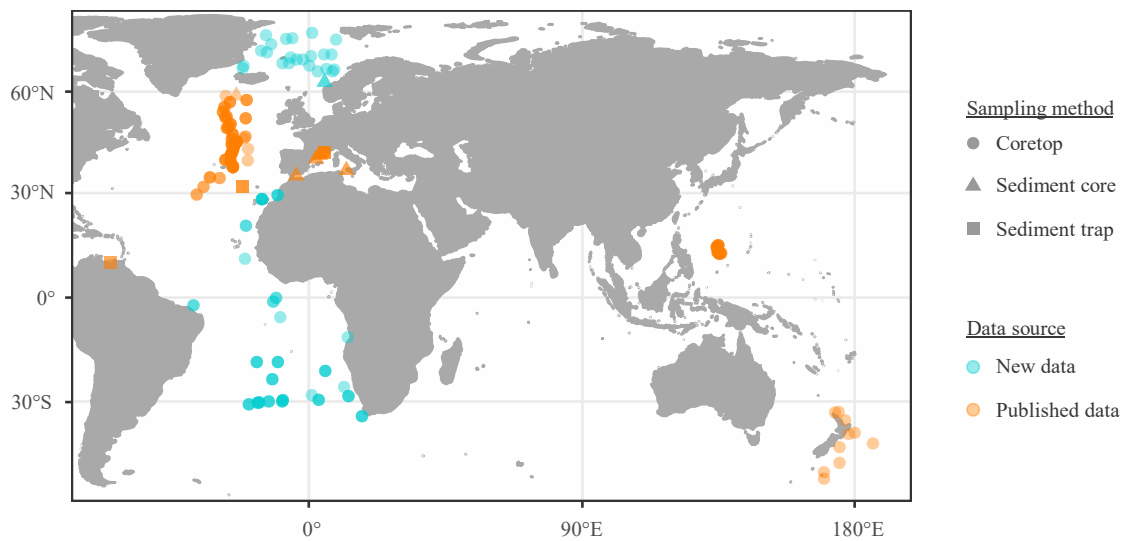 60°N
30°N
0°
30°S
0°
90°E
180°E
Sampling method
Coretop
Sediment core
Sediment trap
Data source
New data
Published data